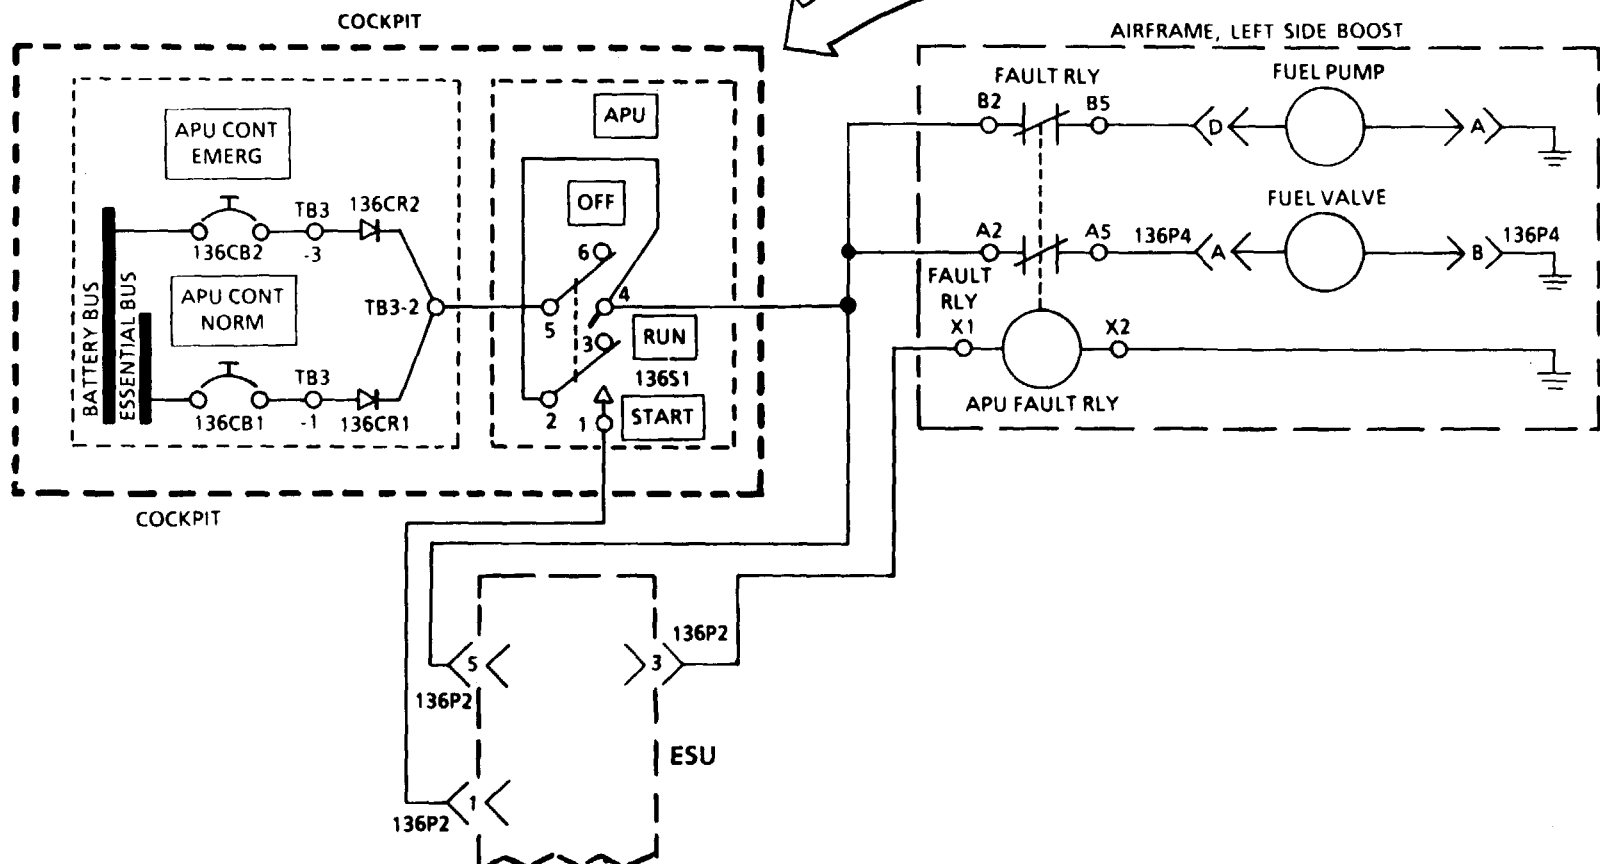 COCKPIT
AIRFRAME, LEFT SIDE BOOST
APU CONT
EMERG
APU
OFF
FAULT RLY
FUEL PUMP
B2
B5
D
A
BATTERY BUS
ESSENTIAL BUS
136CB2
TB3
-3
136CR2
APU CONT
NORM
136CB1
TB3
-1
136CR1
TB3-2
6
5
4
3
2
1
RUN
136S1
START
FUEL VALVE
A2
A5
136P4
A
B
136P4
FAULT
RLY
X1
X2
APU FAULT RLY
COCKPIT
5
136P2
3
136P2
ESU
1
136P2